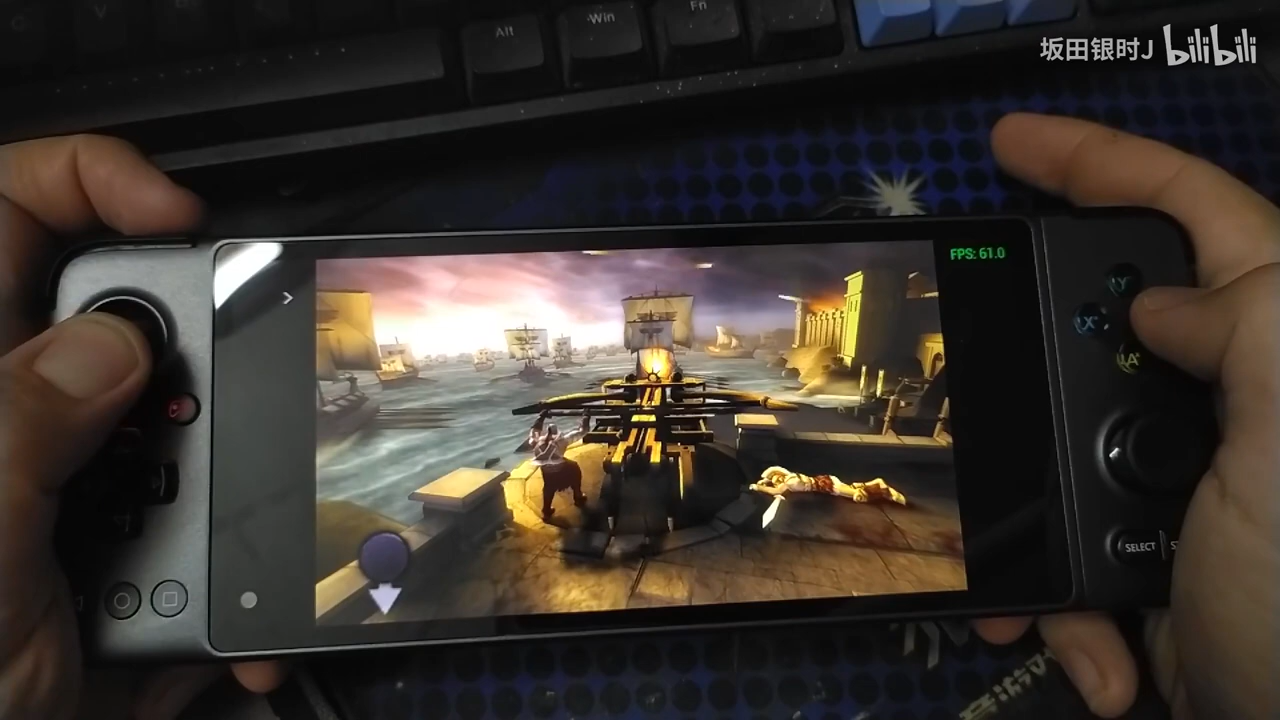 Alt
Win
Fn
坂田银时J bilibili
FPS: 61.0
Y
X
A
SELECT